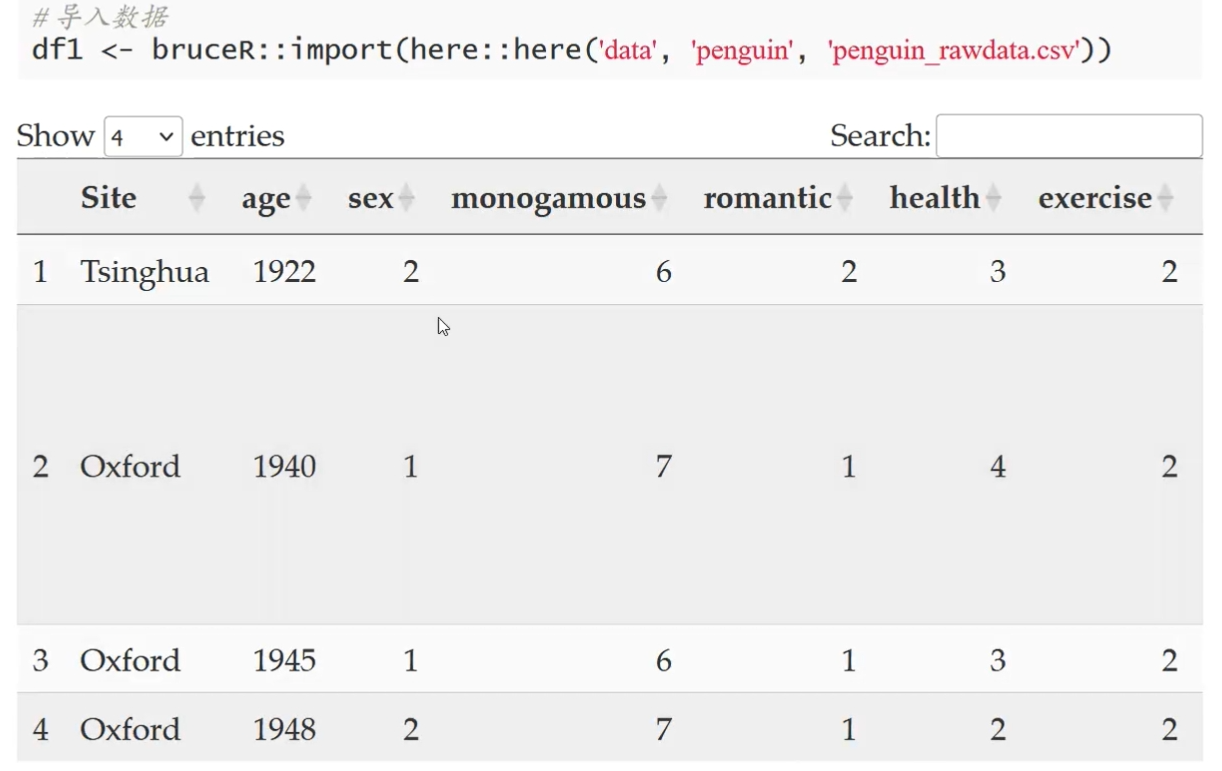 # 导入数据
df1 <- bruceR::import(here::here('data', 'penguin', 'penguin_rawdata.csv'))
Show 4 entries Search:
Site age sex monogamous romantic health exercise
1 Tsinghua 1922 2 6 2 3 2
2 Oxford 1940 1 7 1 4 2
3 Oxford 1945 1 6 1 3 2
4 Oxford 1948 2 7 1 2 2